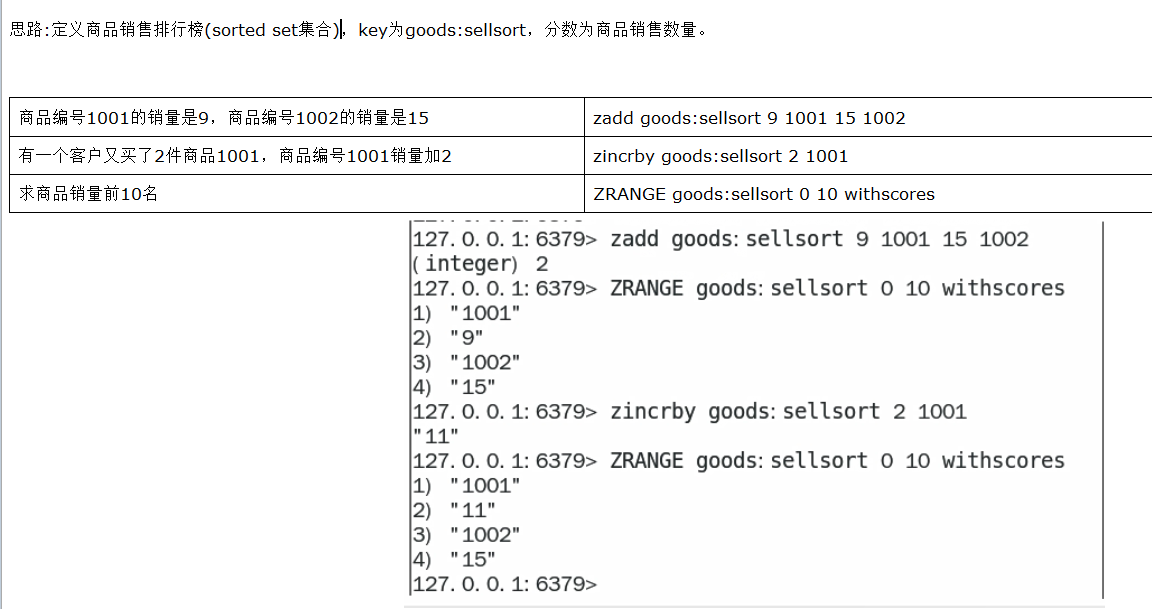 思路:定义商品销售排行榜(sorted set集合)，key为goods:sellsort，分数为商品销售数量。
商品编号1001的销量是9，商品编号1002的销量是15 zadd goods:sellsort 9 1001 15 1002
有一个客户又买了2件商品1001，商品编号1001销量加2 zincrby goods:sellsort 2 1001
求商品销量前10名 ZRANGE goods:sellsort 0 10 withscores
127.0.0.1:6379> zadd goods:sellsort 9 1001 15 1002
(integer) 2
127.0.0.1:6379> ZRANGE goods:sellsort 0 10 withscores
1) "1001"
2) "9"
3) "1002"
4) "15"
127.0.0.1:6379> zincrby goods:sellsort 2 1001
"11"
127.0.0.1:6379> ZRANGE goods:sellsort 0 10 withscores
1) "1001"
2) "11"
3) "1002"
4) "15"
127.0.0.1:6379>